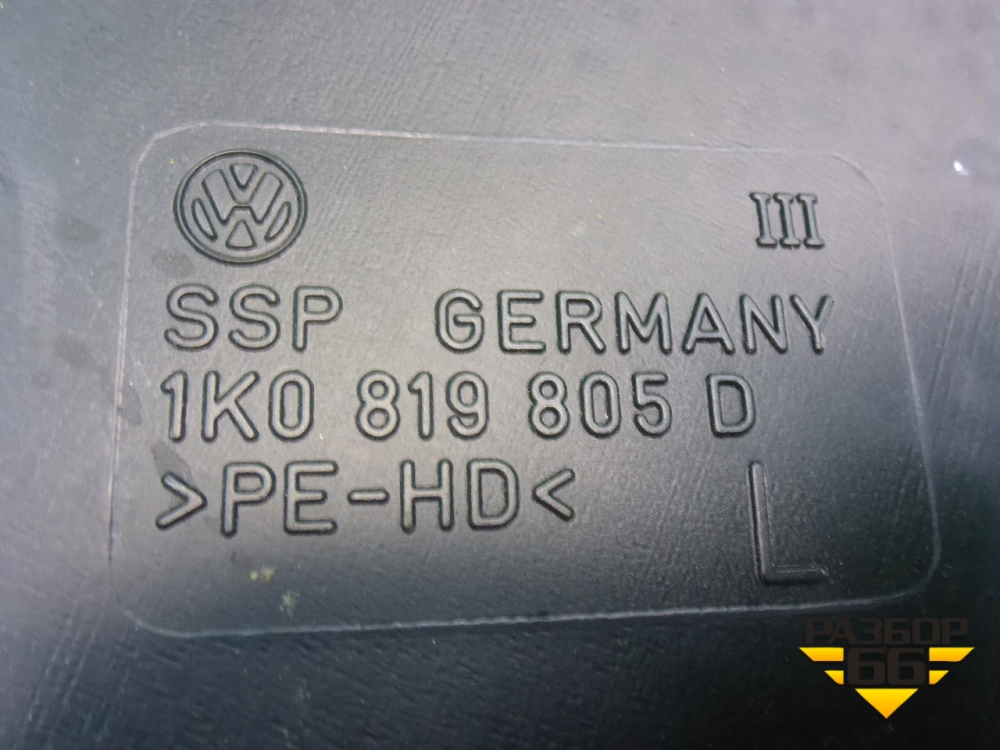 III
SSP GERMANY
1K0 819 805 D
>PE-HD< L
РАЗБОР
66